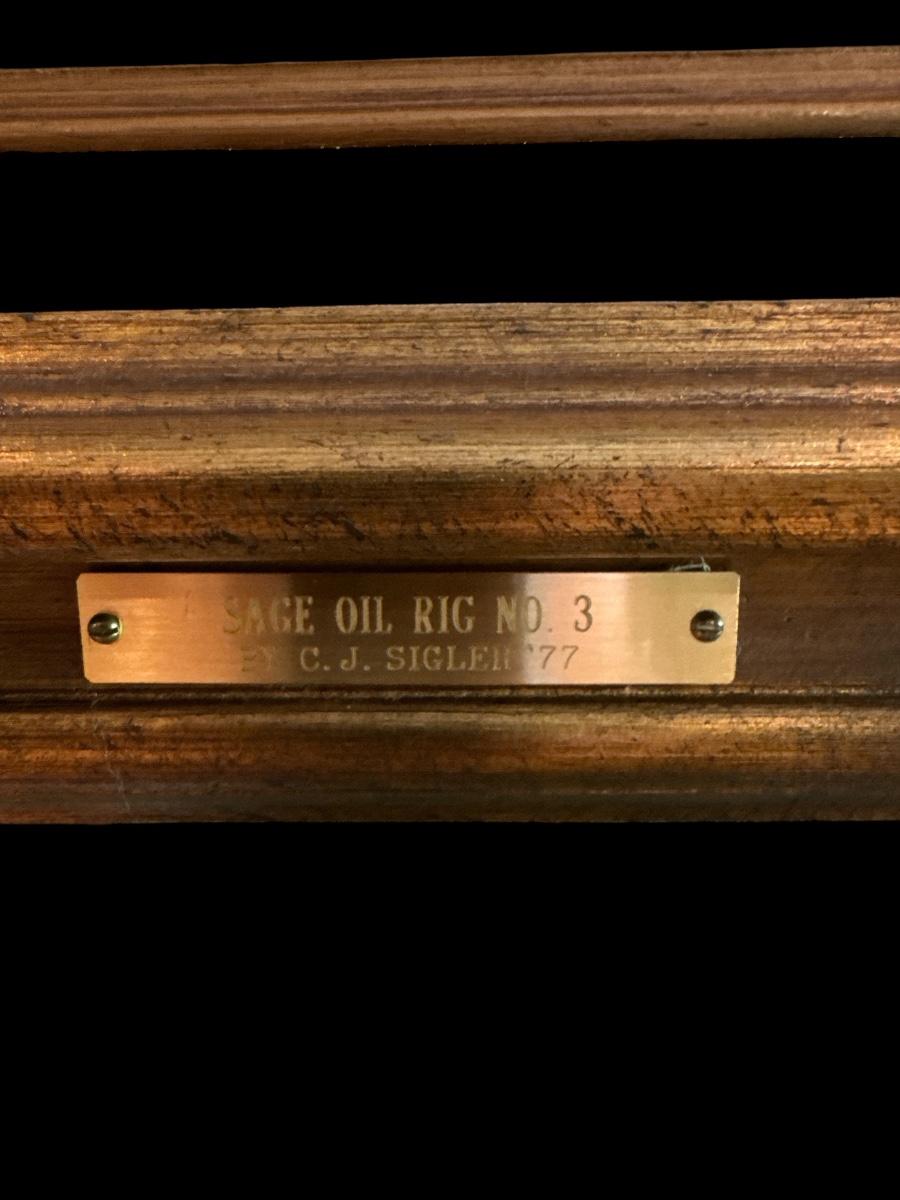 SAGE OIL RIG NO. 3
BY C. J. SIGLER '77